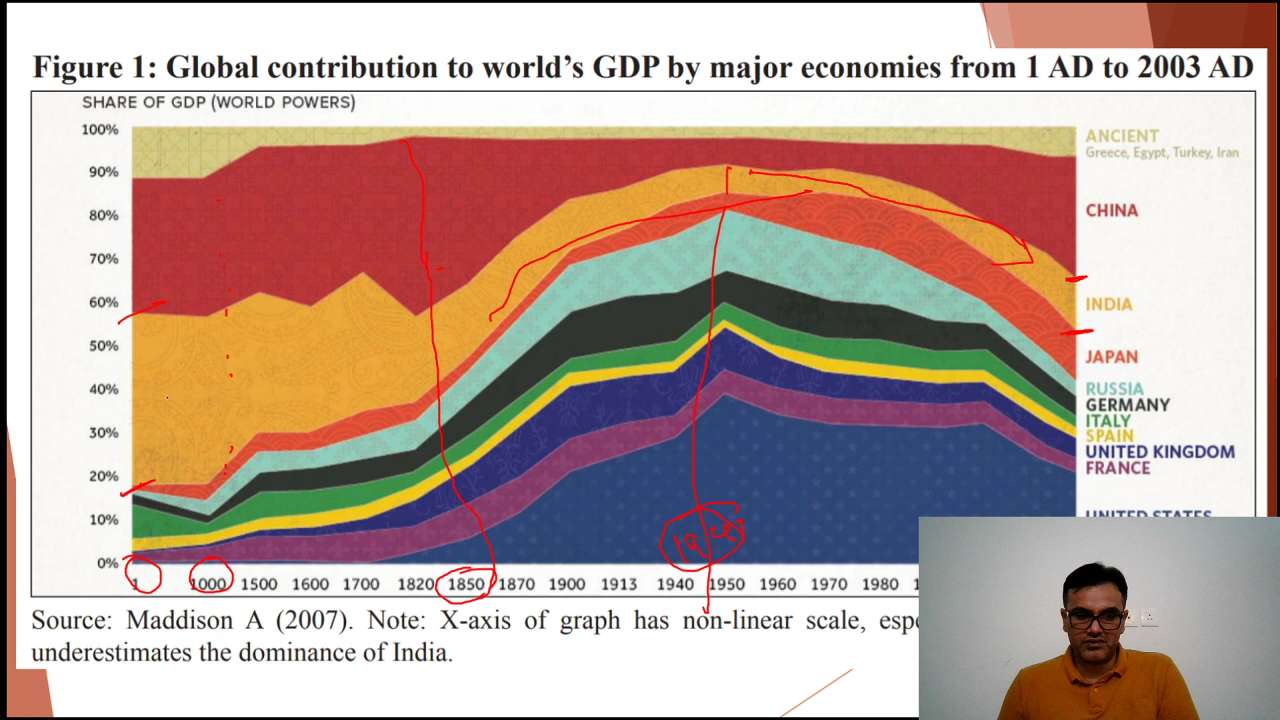 Figure 1: Global contribution to world's GDP by major economies from 1 AD to 2003 AD
SHARE OF GDP (WORLD POWERS)
100%
90%
80%
70%
60%
50%
40%
30%
20%
10%
0%
ANCIENT
Greece, Egypt, Turkey, Iran
CHINA
INDIA
JAPAN
RUSSIA
GERMANY
ITALY
SPAIN
UNITED KINGDOM
FRANCE
UNITED STATES
1 1000 1500 1600 1700 1820 1850 1870 1900 1913 1940 1950 1960 1970 1980
Source: Maddison A (2007). Note: X-axis of graph has non-linear scale,
underestimates the dominance of India.